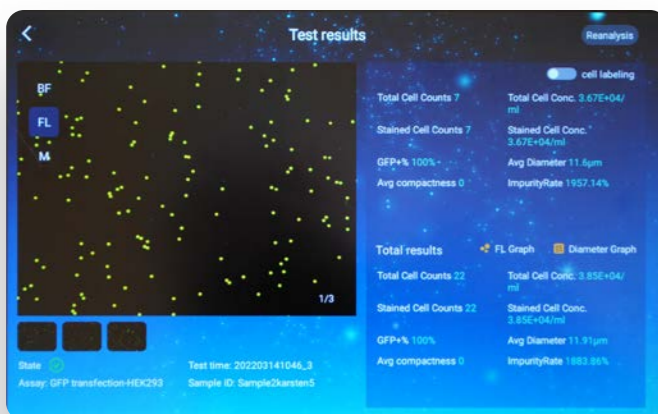 Test results
Reanalysis
BF
FL
M
1/3
State
Test time: 202203141046_3
Assay: GFP transfection-HEK293
Sample ID: Sample2karsten5
cell labeling
Total Cell Counts 7
Total Cell Conc. 3.67E+04/
ml
Stained Cell Counts 7
Stained Cell Conc.
3.67E+04/ml
GFP+% 100%
Avg Diameter 11.6μm
Avg compactness 0
ImpurityRate 1957.14%
Total results
FL Graph
Diameter Graph
Total Cell Counts 22
Total Cell Conc. 3.85E+04/
ml
Stained Cell Counts 22
Stained Cell Conc.
3.85E+04/ml
GFP+% 100%
Avg Diameter 11.91μm
Avg compactness 0
ImpurityRate 1883.86%